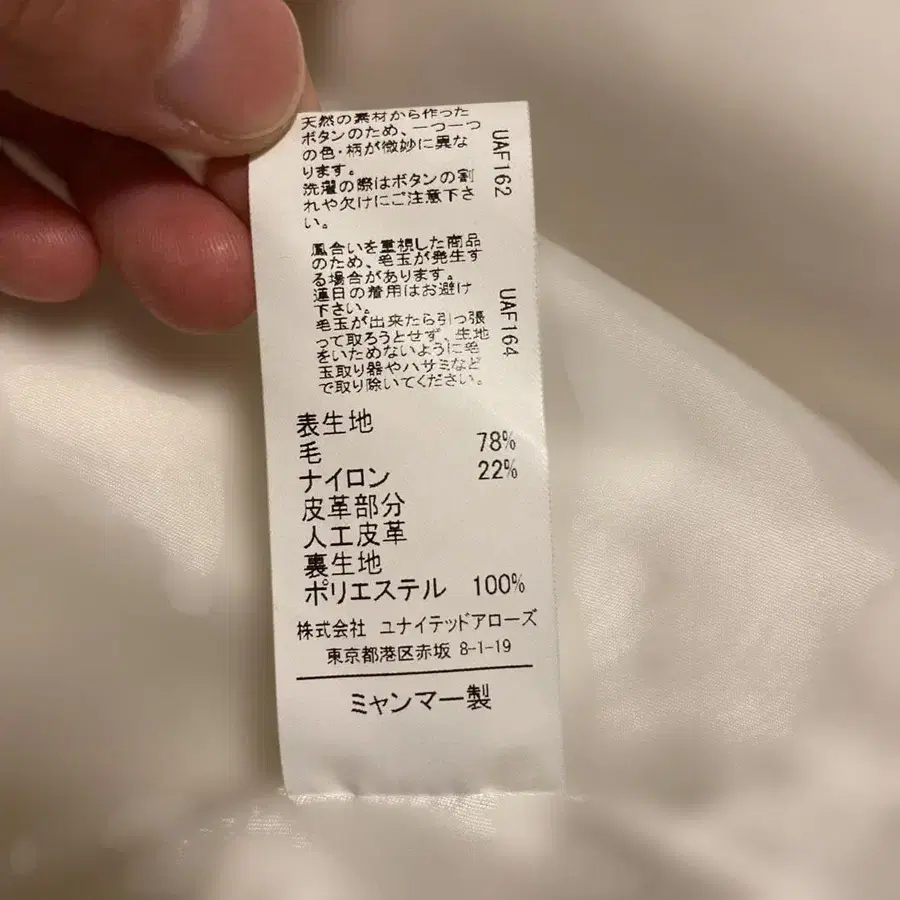 天然の素材から作った
ボタンのため、一つ一つ
の色・柄が微妙に異な
ります。
洗濯の際はボタンの割
れや欠けにご注意下さ
い。
UAF162
風合いを重視した商品
のため、毛玉が発生す
る場合があります。
連日の着用はお避け
下さい。
毛玉が出来たら引っ張
って取ろうとせず、生地
をいためないように毛
玉取り器やハサミなど
で取り除いてください。
UAF164
表生地
毛 78%
ナイロン 22%
皮革部分
人工皮革
裏生地
ポリエステル 100%
株式会社 ユナイテッドアローズ
東京都港区赤坂 8-1-19
ミャンマー製